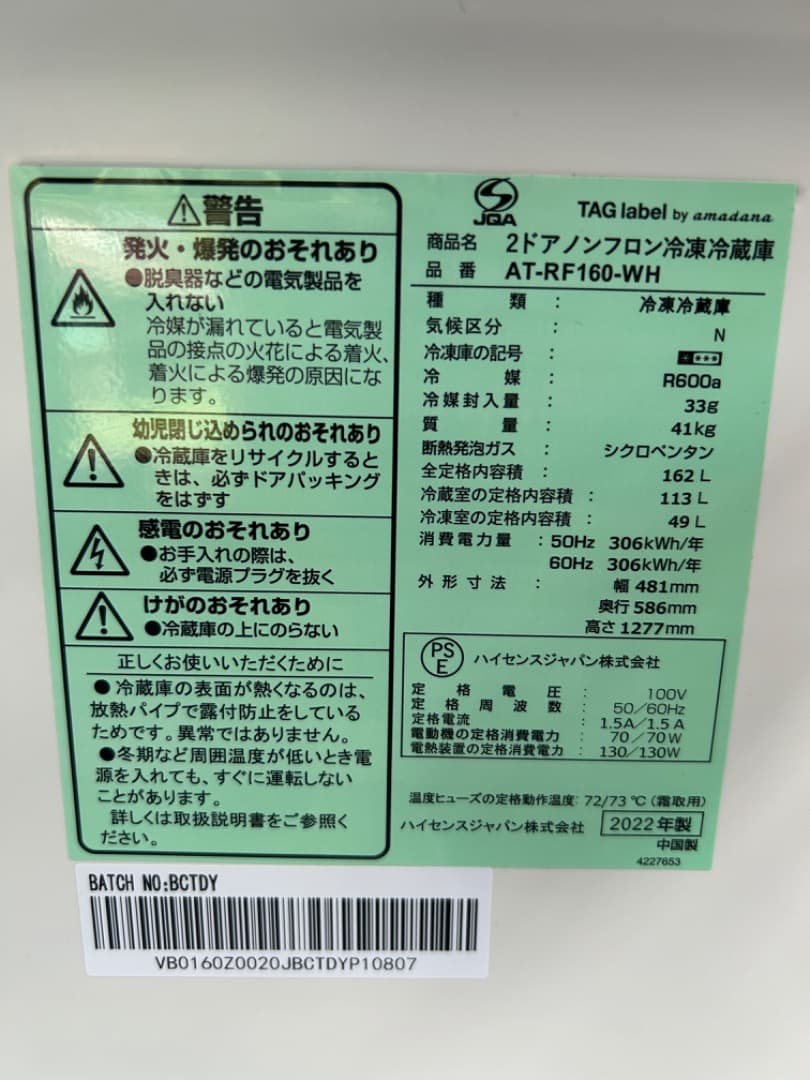 ⚠警告
発火・爆発のおそれあり
●脱臭器などの電気製品を
入れない
冷媒が漏れていると電気製
品の接点の火花による着火、
着火による爆発の原因にな
ります。
幼児閉じ込められのおそれあり
●冷蔵庫をリサイクルすると
きは、必ずドアパッキング
をはずす
感電のおそれあり
●お手入れの際は、
必ず電源プラグを抜く
けがのおそれあり
●冷蔵庫の上にのらない
正しくお使いいただくために
●冷蔵庫の表面が熱くなるのは、
放熱パイプで露付防止をしている
ためです。異常ではありません。
●冬期など周囲温度が低いとき電
源を入れても、すぐに運転しない
ことがあります。
詳しくは取扱説明書をご参照く
ださい。
JQA
TAG label by amadana
商品名 2ドアノンフロン冷凍冷蔵庫
品番 AT-RF160-WH
種類 : 冷凍冷蔵庫
気候区分 : N
冷凍庫の記号 : ****
冷媒 : R600a
冷媒封入量 : 33g
質量 : 41kg
断熱発泡ガス : シクロペンタン
全定格内容積 : 162 L
冷蔵室の定格内容積 : 113 L
冷凍室の定格内容積 : 49 L
消費電力量 : 50Hz 306kWh/年
60Hz 306kWh/年
外形寸法 : 幅 481mm
奥行 586mm
高さ 1277mm
PSE ハイセンスジャパン株式会社
定格電圧 : 100V
定格周波数 : 50/60Hz
定格電流 : 1.5A/1.5A
電動機の定格消費電力 : 70/70W
電熱装置の定格消費電力 : 130/130W
温度ヒューズの定格動作温度: 72/73℃(霜取用)
ハイセンスジャパン株式会社 2022年製
中国製
4227653
BATCH NO:BCTDY
VB0160Z0020JBCTDYP10807